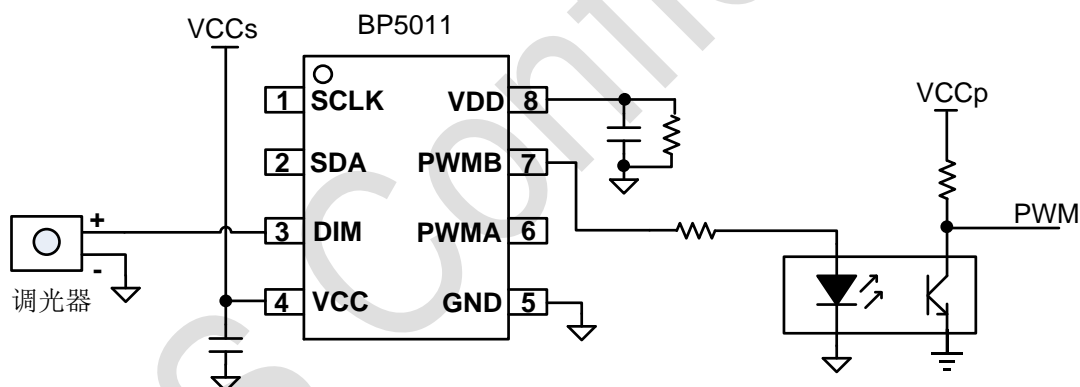 VCCs
BP5011
1 SCLK
VDD 8
VCCp
2 SDA
PWMB 7
PWM
+
3 DIM
PWMA 6
-
调光器
4 VCC
GND 5